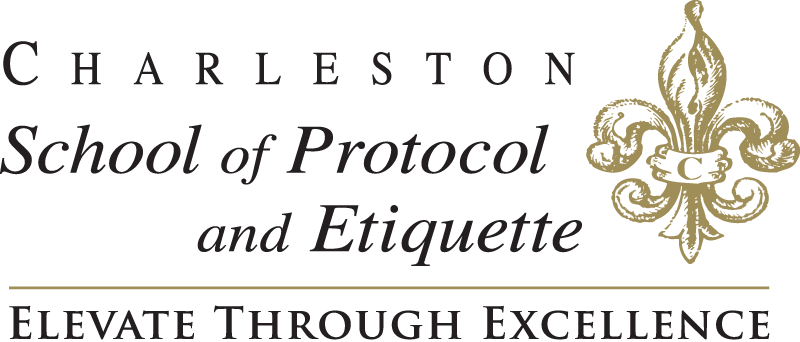 CHARLESTON
School of Protocol
and Etiquette
C
ELEVATE THROUGH EXCELLENCE